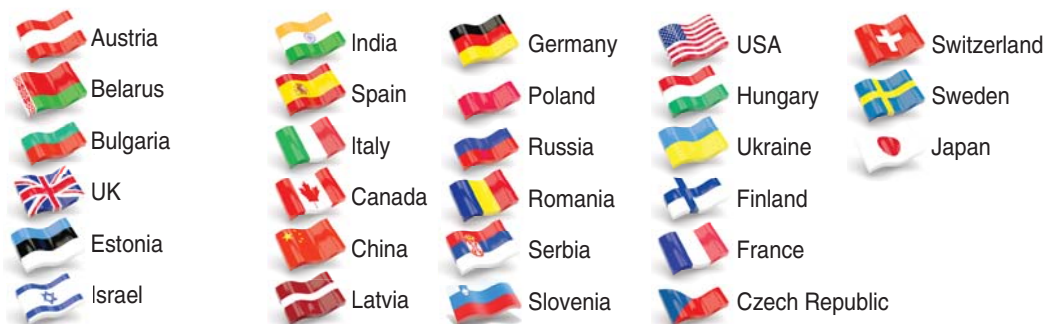 Austria
Belarus
Bulgaria
UK
Estonia
Israel
India
Spain
Italy
Canada
China
Latvia
Germany
Poland
Russia
Romania
Serbia
Slovenia
USA
Hungary
Ukraine
Finland
France
Czech Republic
Switzerland
Sweden
Japan